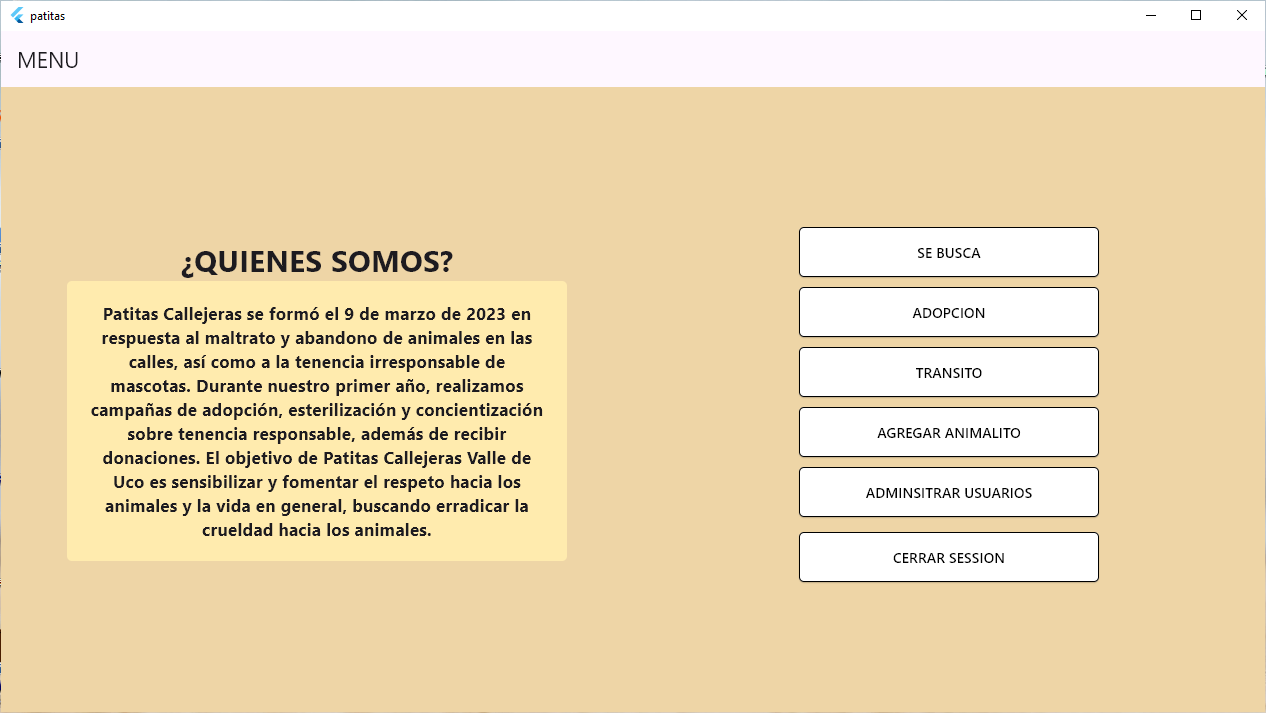 patitas
MENU
¿QUIENES SOMOS?
Patitas Callejeras se formó el 9 de marzo de 2023 en
respuesta al maltrato y abandono de animales en las
calles, así como a la tenencia irresponsable de
mascotas. Durante nuestro primer año, realizamos
campañas de adopción, esterilización y concientización
sobre tenencia responsable, además de recibir
donaciones. El objetivo de Patitas Callejeras Valle de
Uco es sensibilizar y fomentar el respeto hacia los
animales y la vida en general, buscando erradicar la
crueldad hacia los animales.
SE BUSCA
ADOPCION
TRANSITO
AGREGAR ANIMALITO
ADMINSITRAR USUARIOS
CERRAR SESSION